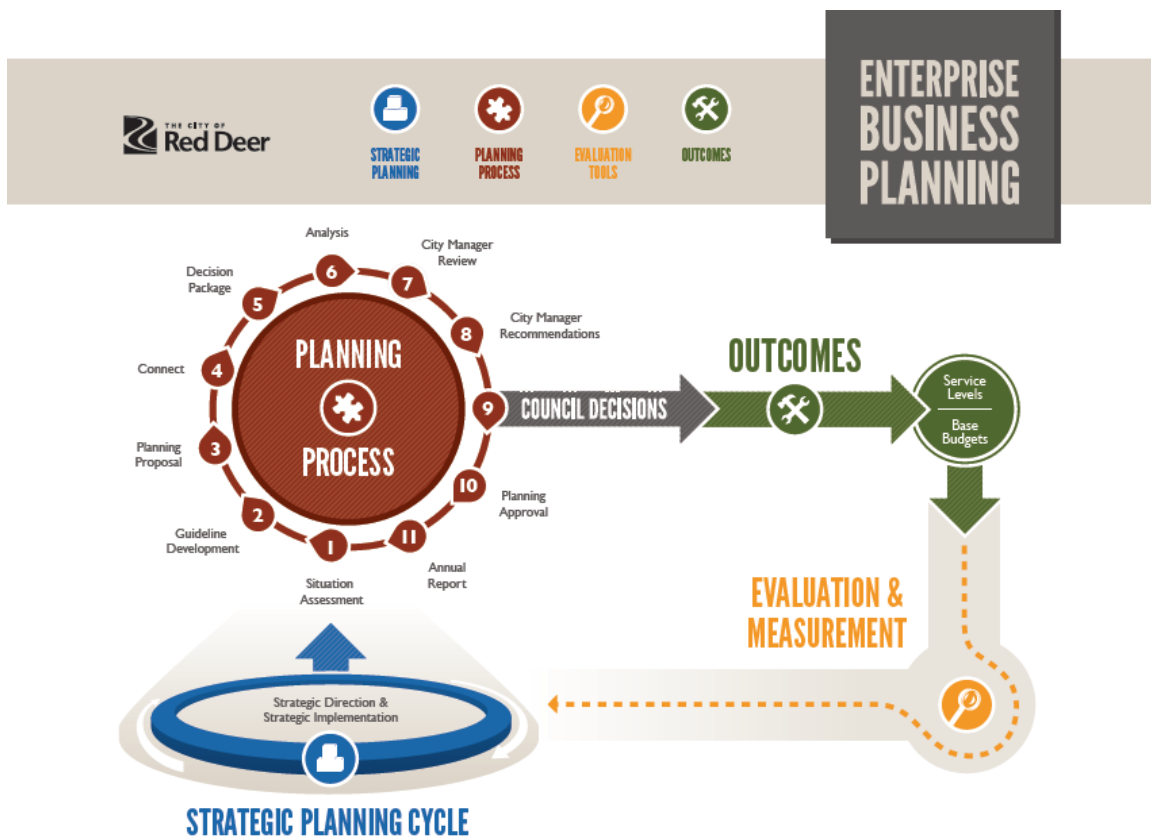 THE CITY OF
Red Deer
STRATEGIC
PLANNING
PLANNING
PROCESS
EVALUATION
TOOLS
OUTCOMES
ENTERPRISE
BUSINESS
PLANNING
Analysis
City Manager
Review
Decision
Package
City Manager
Recommendations
Connect
Planning
Proposal
Guideline
Development
Situation
Assessment
Annual
Report
Planning
Approval
6
7
5
8
4
9
3
10
2
11
1
PLANNING
PROCESS
COUNCIL DECISIONS
OUTCOMES
Service
Levels
Base
Budgets
EVALUATION &
MEASUREMENT
Strategic Direction &
Strategic Implementation
STRATEGIC PLANNING CYCLE